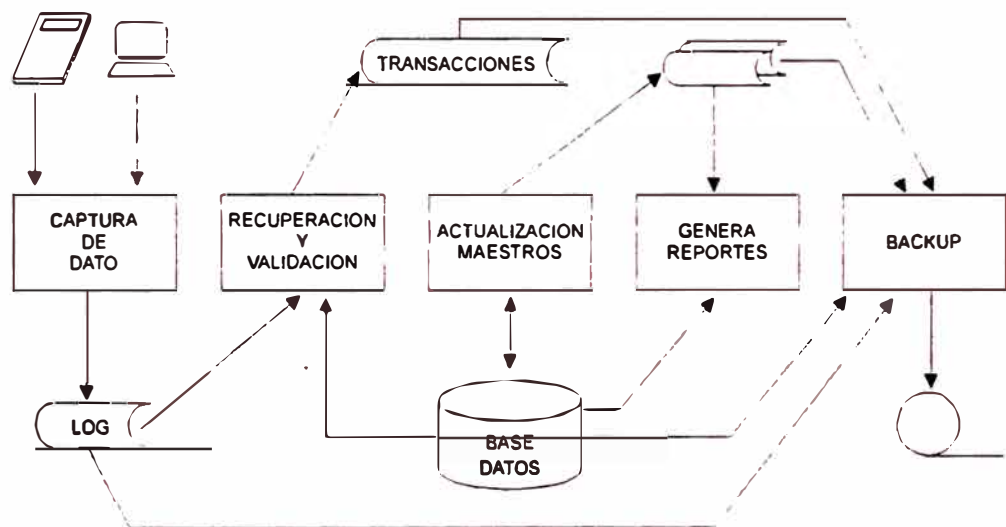 TRANSACCIONES
CAPTURA
DE
DATO
RECUPERACION
Y
VALIDACION
ACTUALIZACION
MAESTROS
GENERA
REPORTES
BACKUP
LOG
BASE
DATOS